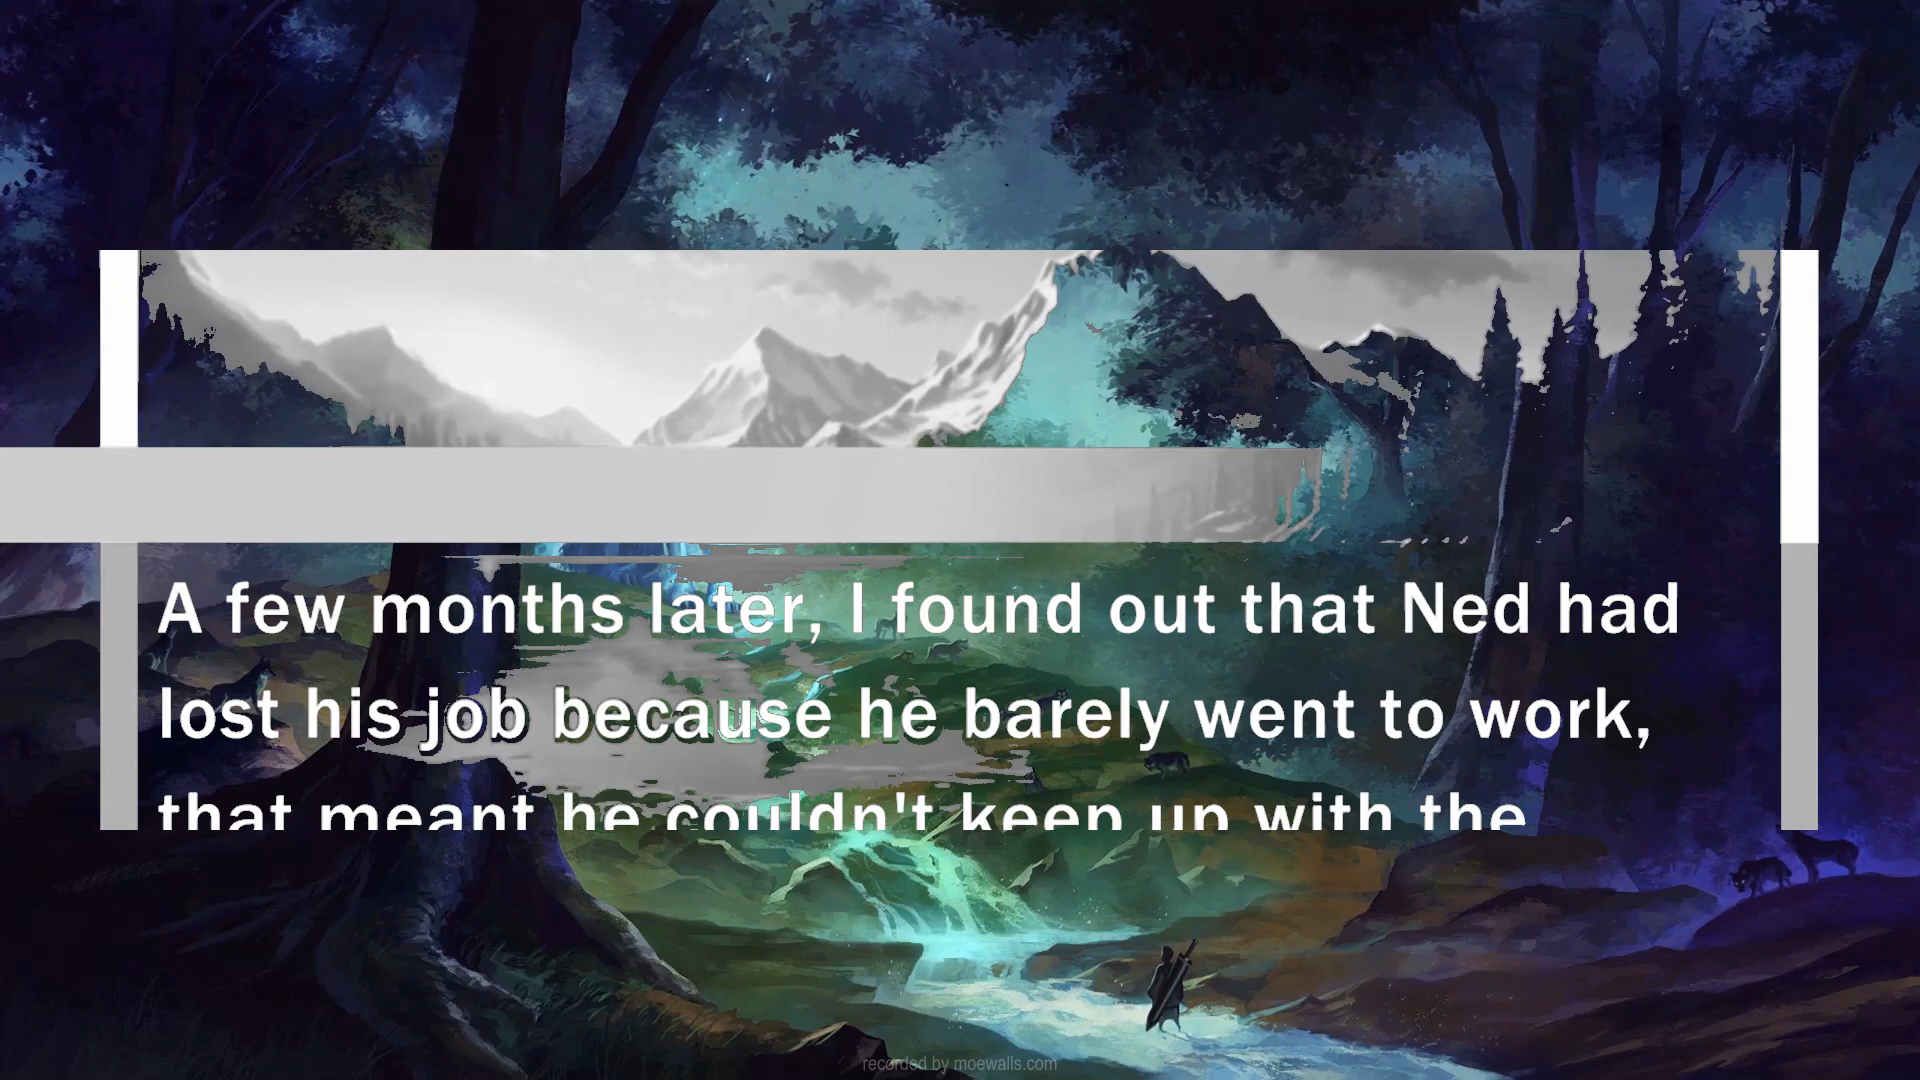 A few months later, I found out that Ned had
lost his job because he barely went to work,
that meant he couldn't keep up with the
recorded by moewalls.com